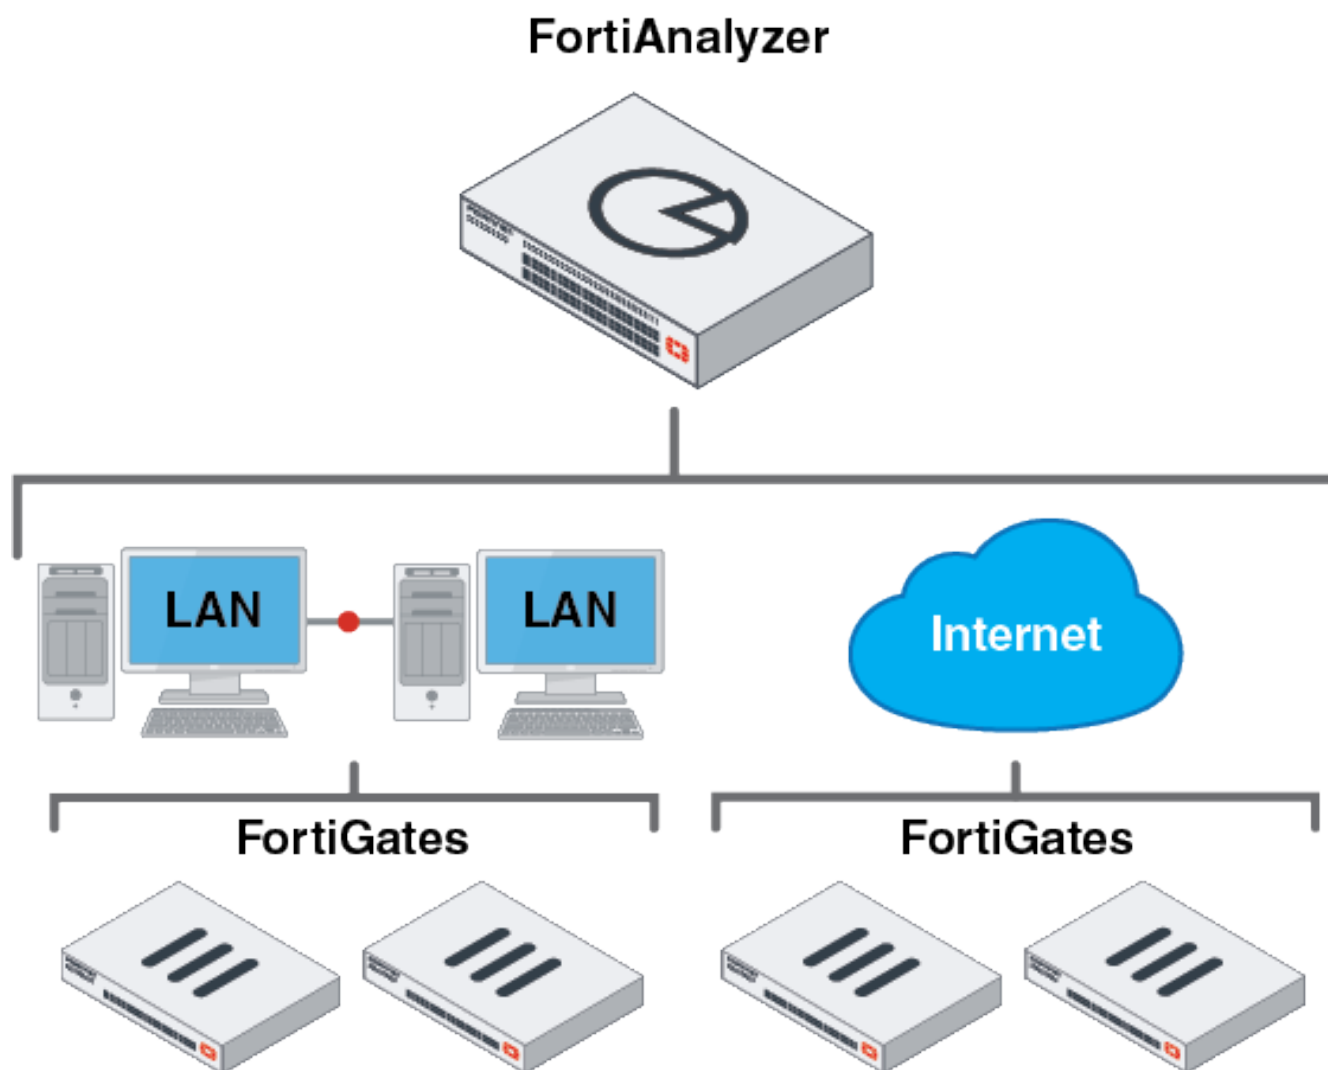 FortiAnalyzer
LAN
LAN
Internet
FortiGates
FortiGates